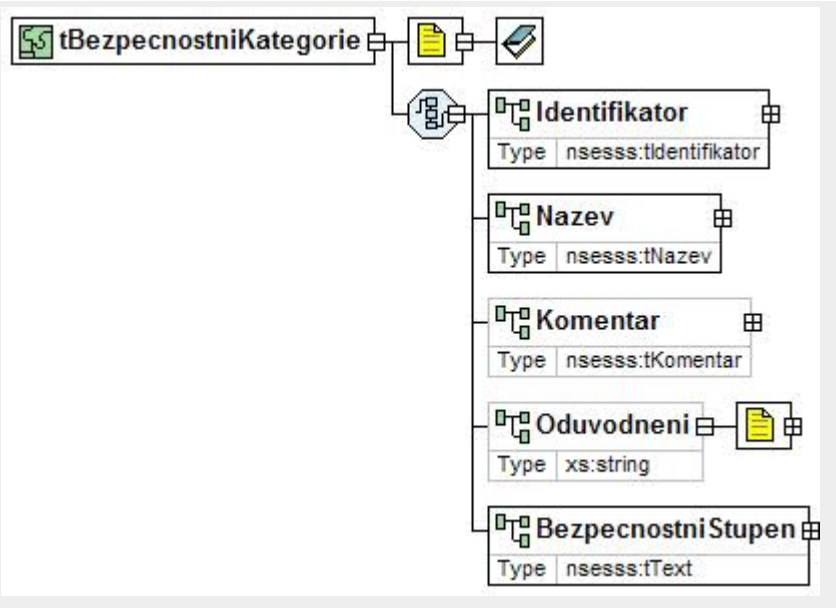 tBezpecnostniKategorie
Identifikator
Type nsesss:tIdentifikator
Nazev
Type nsesss:tNazev
Komentar
Type nsesss:tKomentar
Oduvodneni
Type xs:string
BezpecnostniStupen
Type nsesss:tText